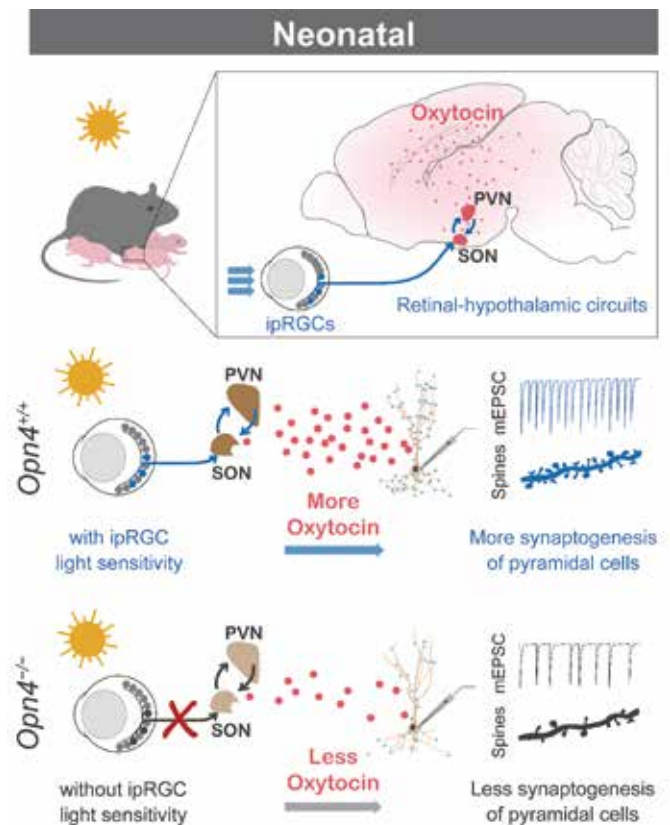 Neonatal
Oxytocin
PVN
SON
ipRGCs
Retinal-hypothalamic circuits
Opn4+/+
PVN
SON
More
Oxytocin
with ipRGC
light sensitivity
mEPSC
Spines
More synaptogenesis
of pyramidal cells
Opn4-/-
PVN
SON
Less
Oxytocin
without ipRGC
light sensitivity
mEPSC
Spines
Less synaptogenesis
of pyramidal cells